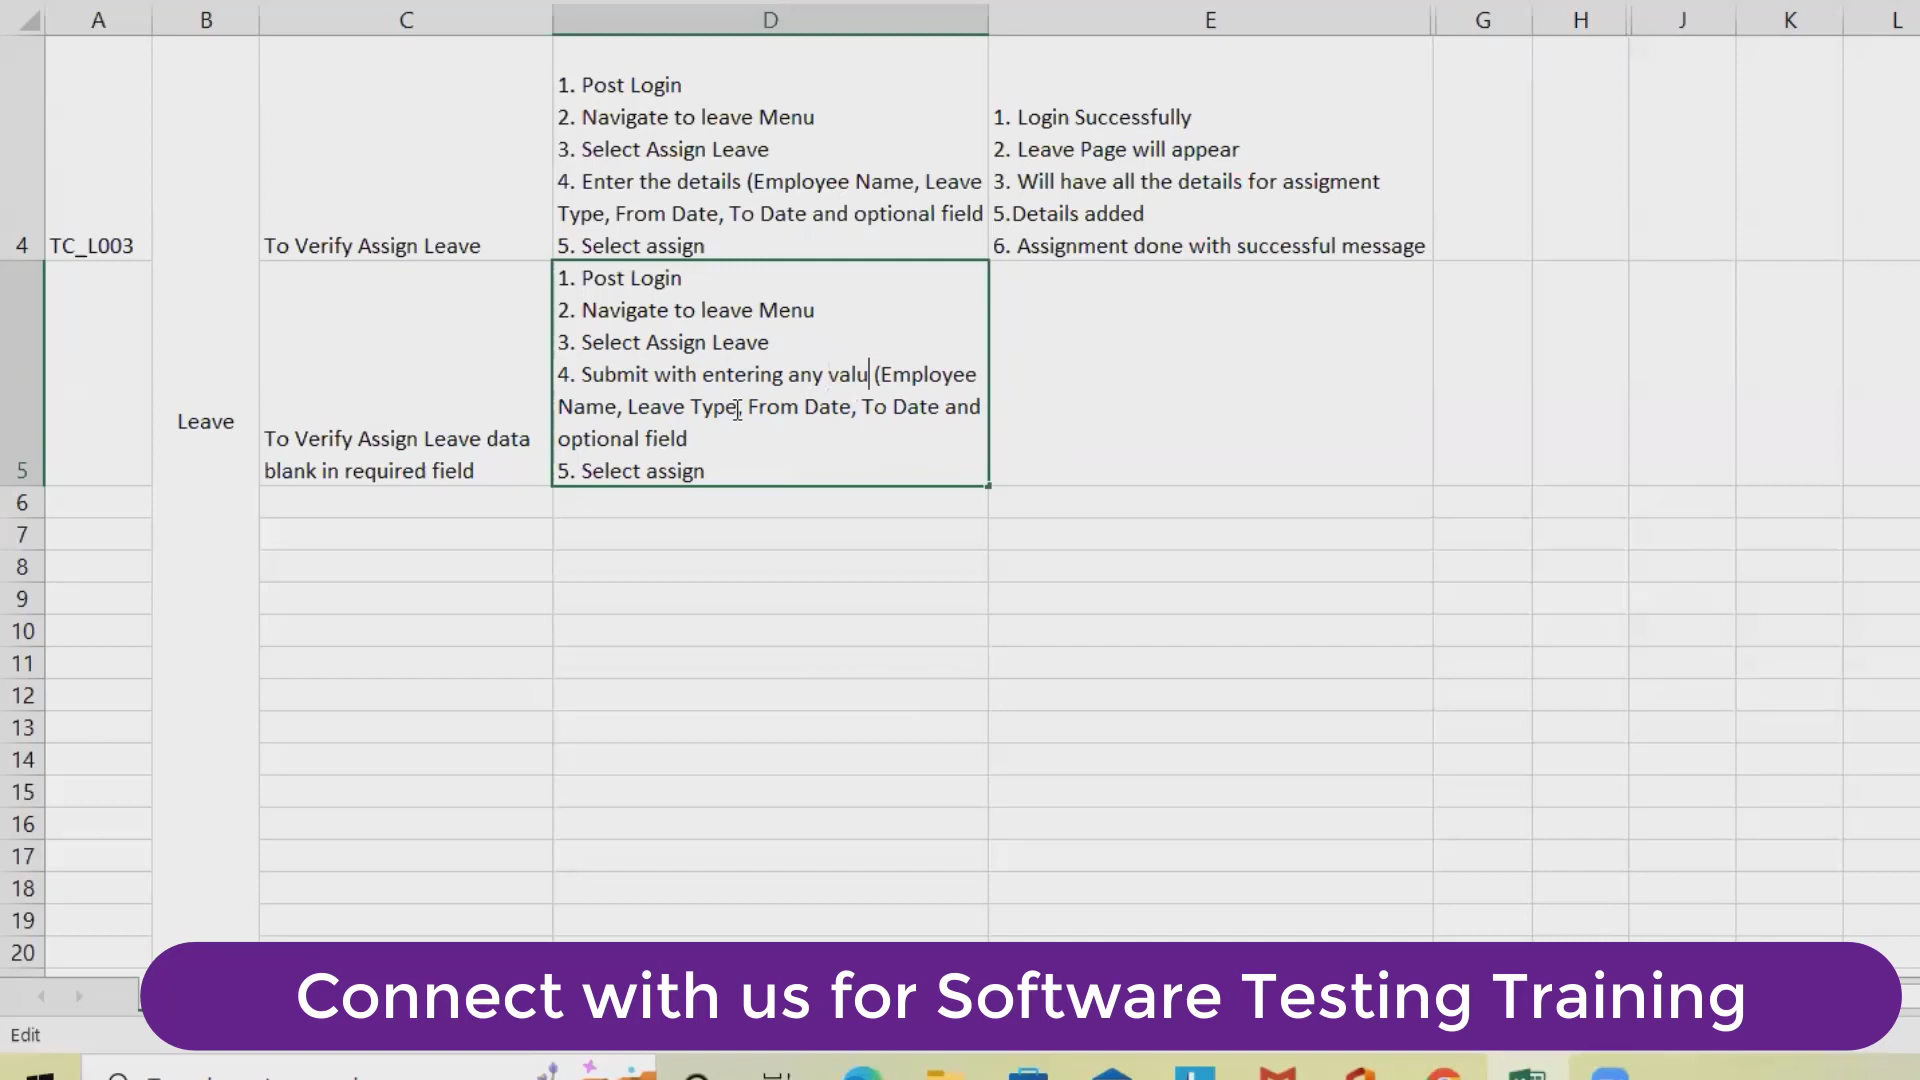 A B C D E G H J K L
1. Post Login
2. Navigate to leave Menu
3. Select Assign Leave
4. Enter the details (Employee Name, Leave
Type, From Date, To Date and optional field
5. Select assign
1. Login Successfully
2. Leave Page will appear
3. Will have all the details for assigment
5.Details added
6. Assignment done with successful message
4 TC_L003
To Verify Assign Leave
1. Post Login
2. Navigate to leave Menu
3. Select Assign Leave
4. Submit with entering any valu (Employee
Name, Leave Type, From Date, To Date and
optional field
5. Select assign
Leave
To Verify Assign Leave data
blank in required field
5
6
7
8
9
10
11
12
13
14
15
16
17
18
19
20
Connect with us for Software Testing Training
Edit